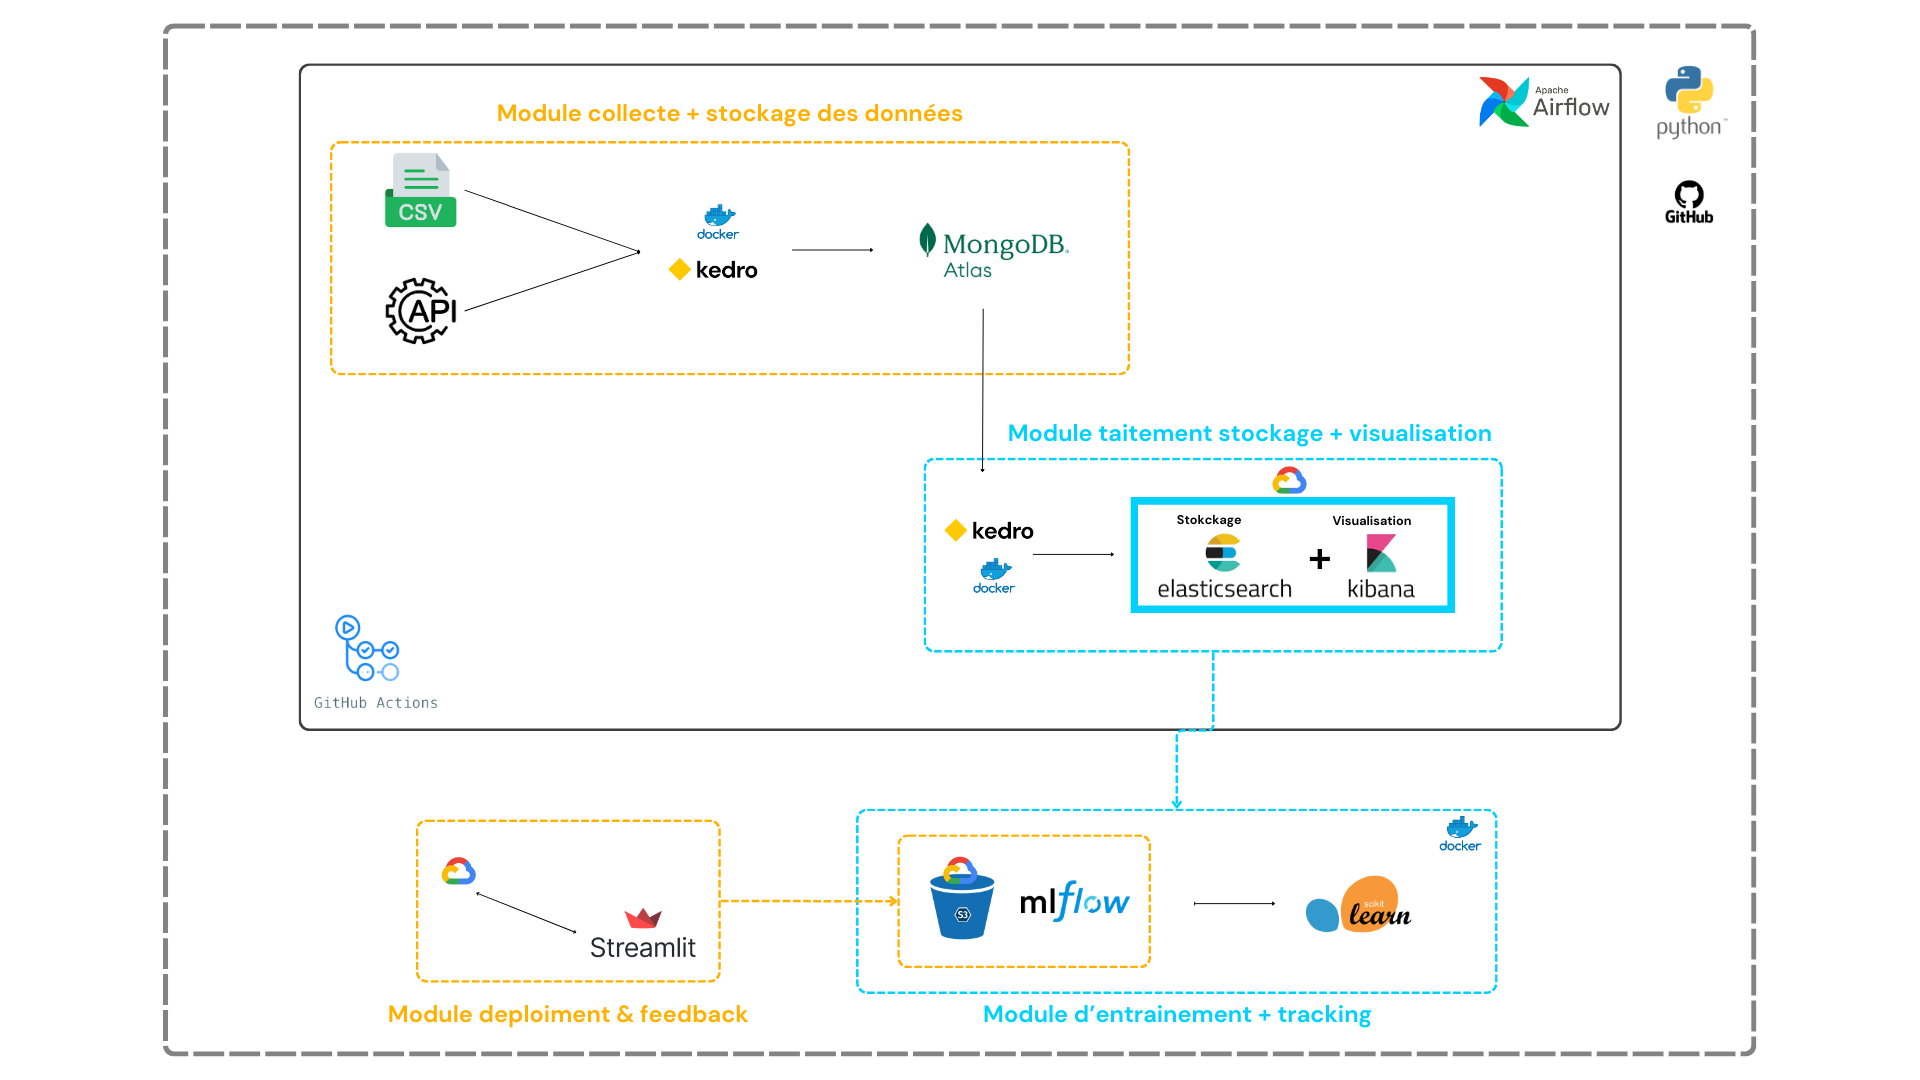 Module collecte + stockage des données
Apache
Airflow
python
GitHub
CSV
API
docker
kedro
MongoDB.
Atlas
Module taitement stockage + visualisation
kedro
docker
Stokckage
Visualisation
+
elasticsearch
kibana
GitHub Actions
docker
S3
mlflow
scikit
learn
Streamlit
Module deploiment & feedback
Module d’entrainement + tracking